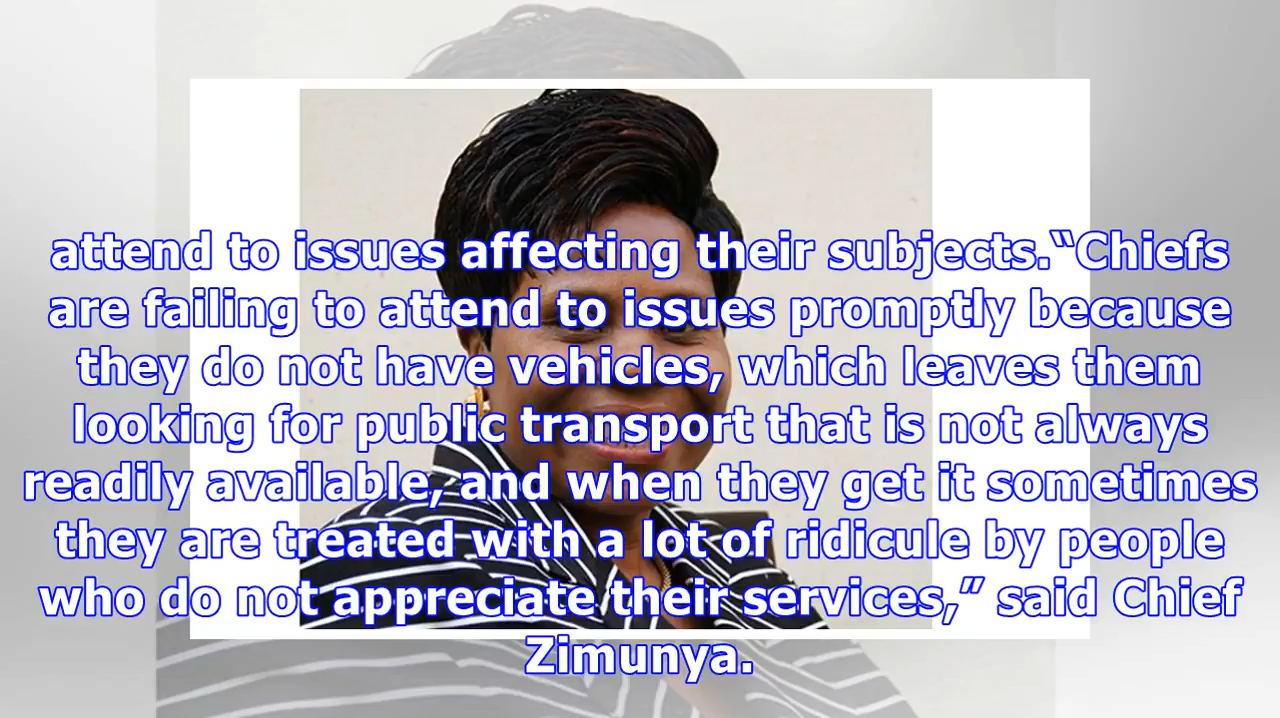 attend to issues affecting their subjects.“Chiefs
are failing to attend to issues promptly because
they do not have vehicles, which leaves them
looking for public transport that is not always
readily available, and when they get it sometimes
they are treated with a lot of ridicule by people
who do not appreciate their services,” said Chief
Zimunya.